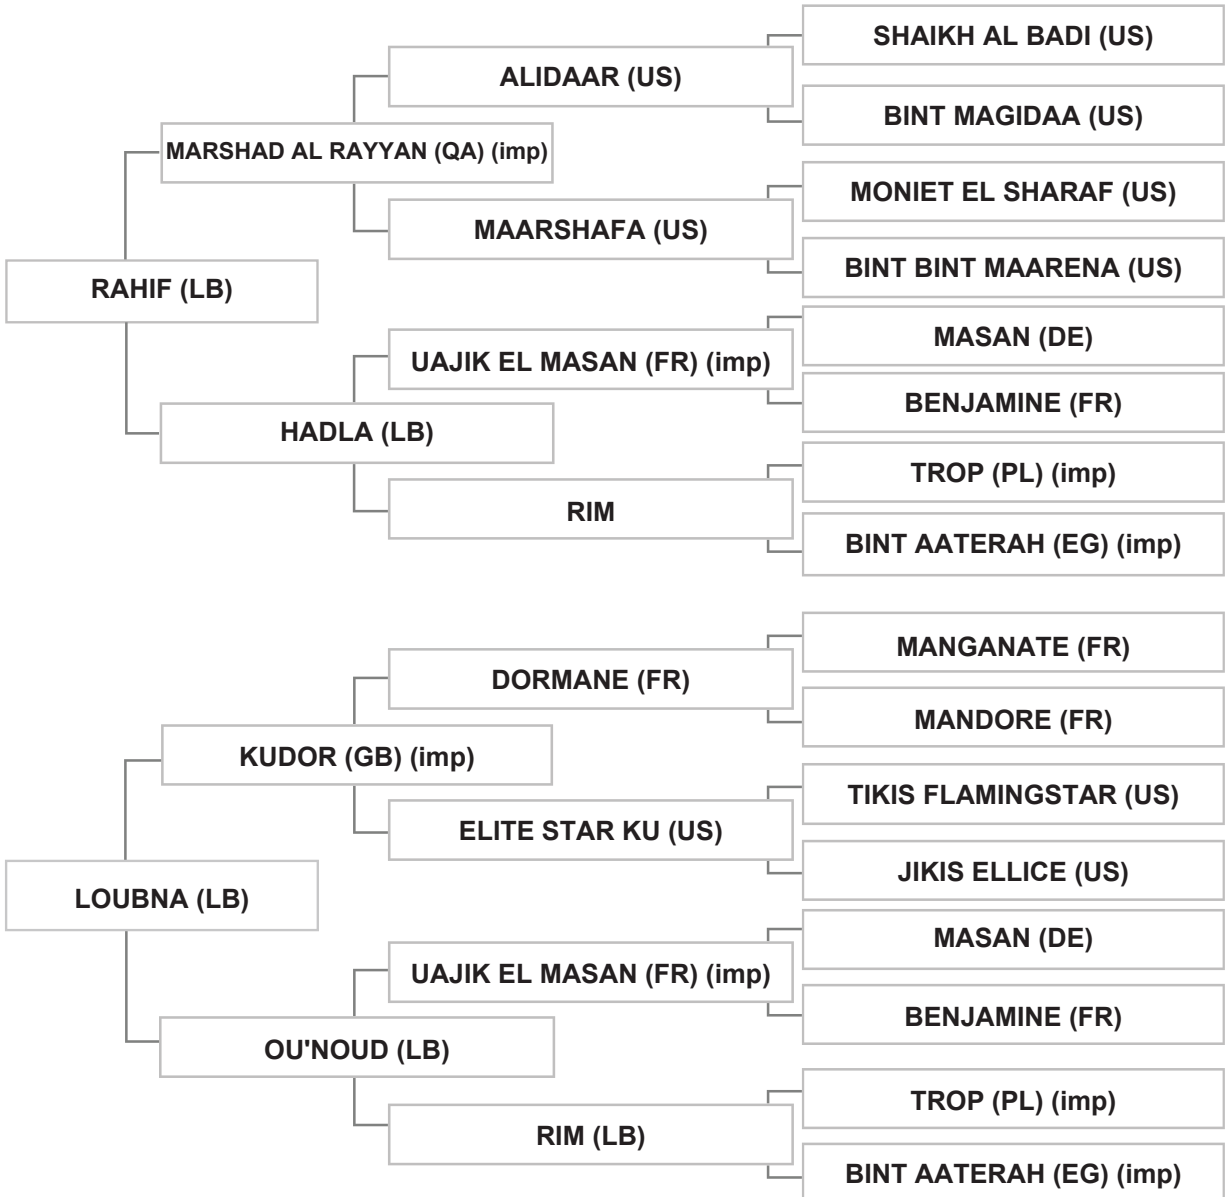 SHAIKH AL BADI (US)
ALIDAAR (US)
BINT MAGIDAA (US)
MARSHAD AL RAYYAN (QA) (imp)
MONIET EL SHARAF (US)
MAARSHAFA (US)
BINT BINT MAARENA (US)
RAHIF (LB)
MASAN (DE)
UAJIK EL MASAN (FR) (imp)
BENJAMINE (FR)
HADLA (LB)
TROP (PL) (imp)
RIM
BINT AATERAH (EG) (imp)
MANGANATE (FR)
DORMANE (FR)
MANDORE (FR)
KUDOR (GB) (imp)
TIKIS FLAMINGSTAR (US)
ELITE STAR KU (US)
JIKIS ELLICE (US)
LOUBNA (LB)
MASAN (DE)
UAJIK EL MASAN (FR) (imp)
BENJAMINE (FR)
OU'NOUD (LB)
TROP (PL) (imp)
RIM (LB)
BINT AATERAH (EG) (imp)